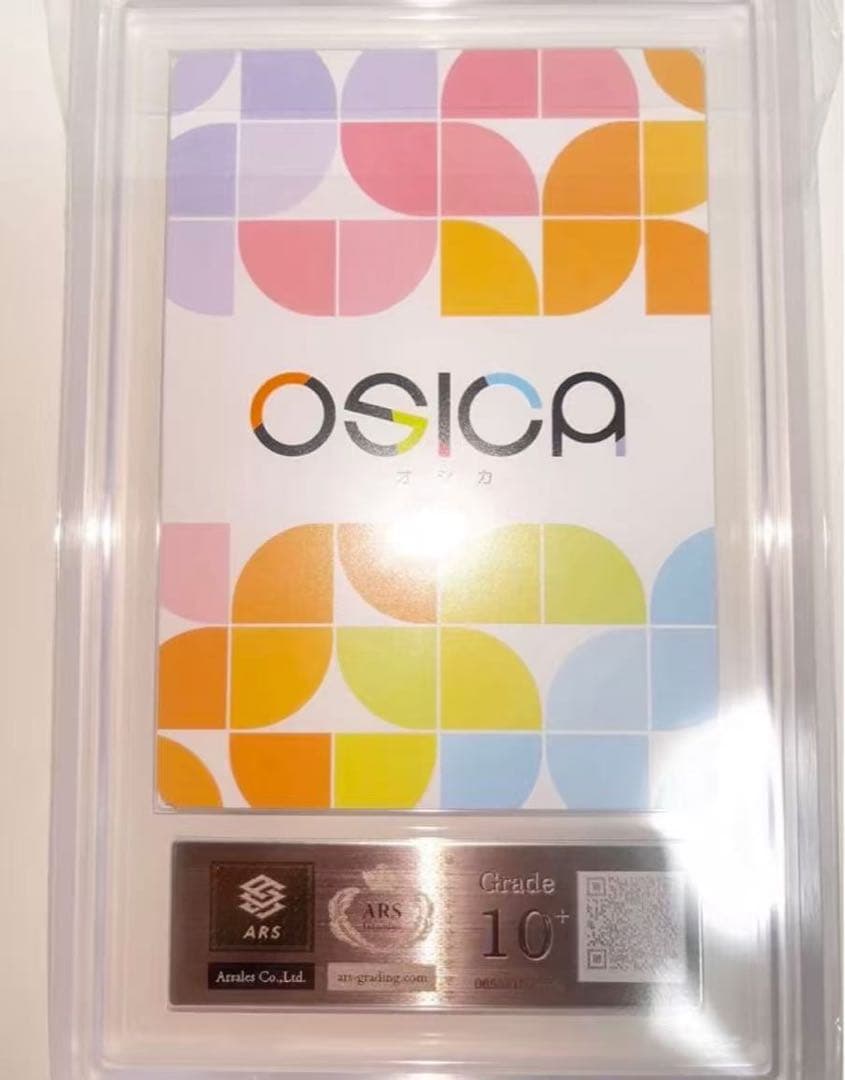 OSICA
オシカ
ARS
ARS
Grade
10+
Arrales Co.,Ltd.
ars-grading.com